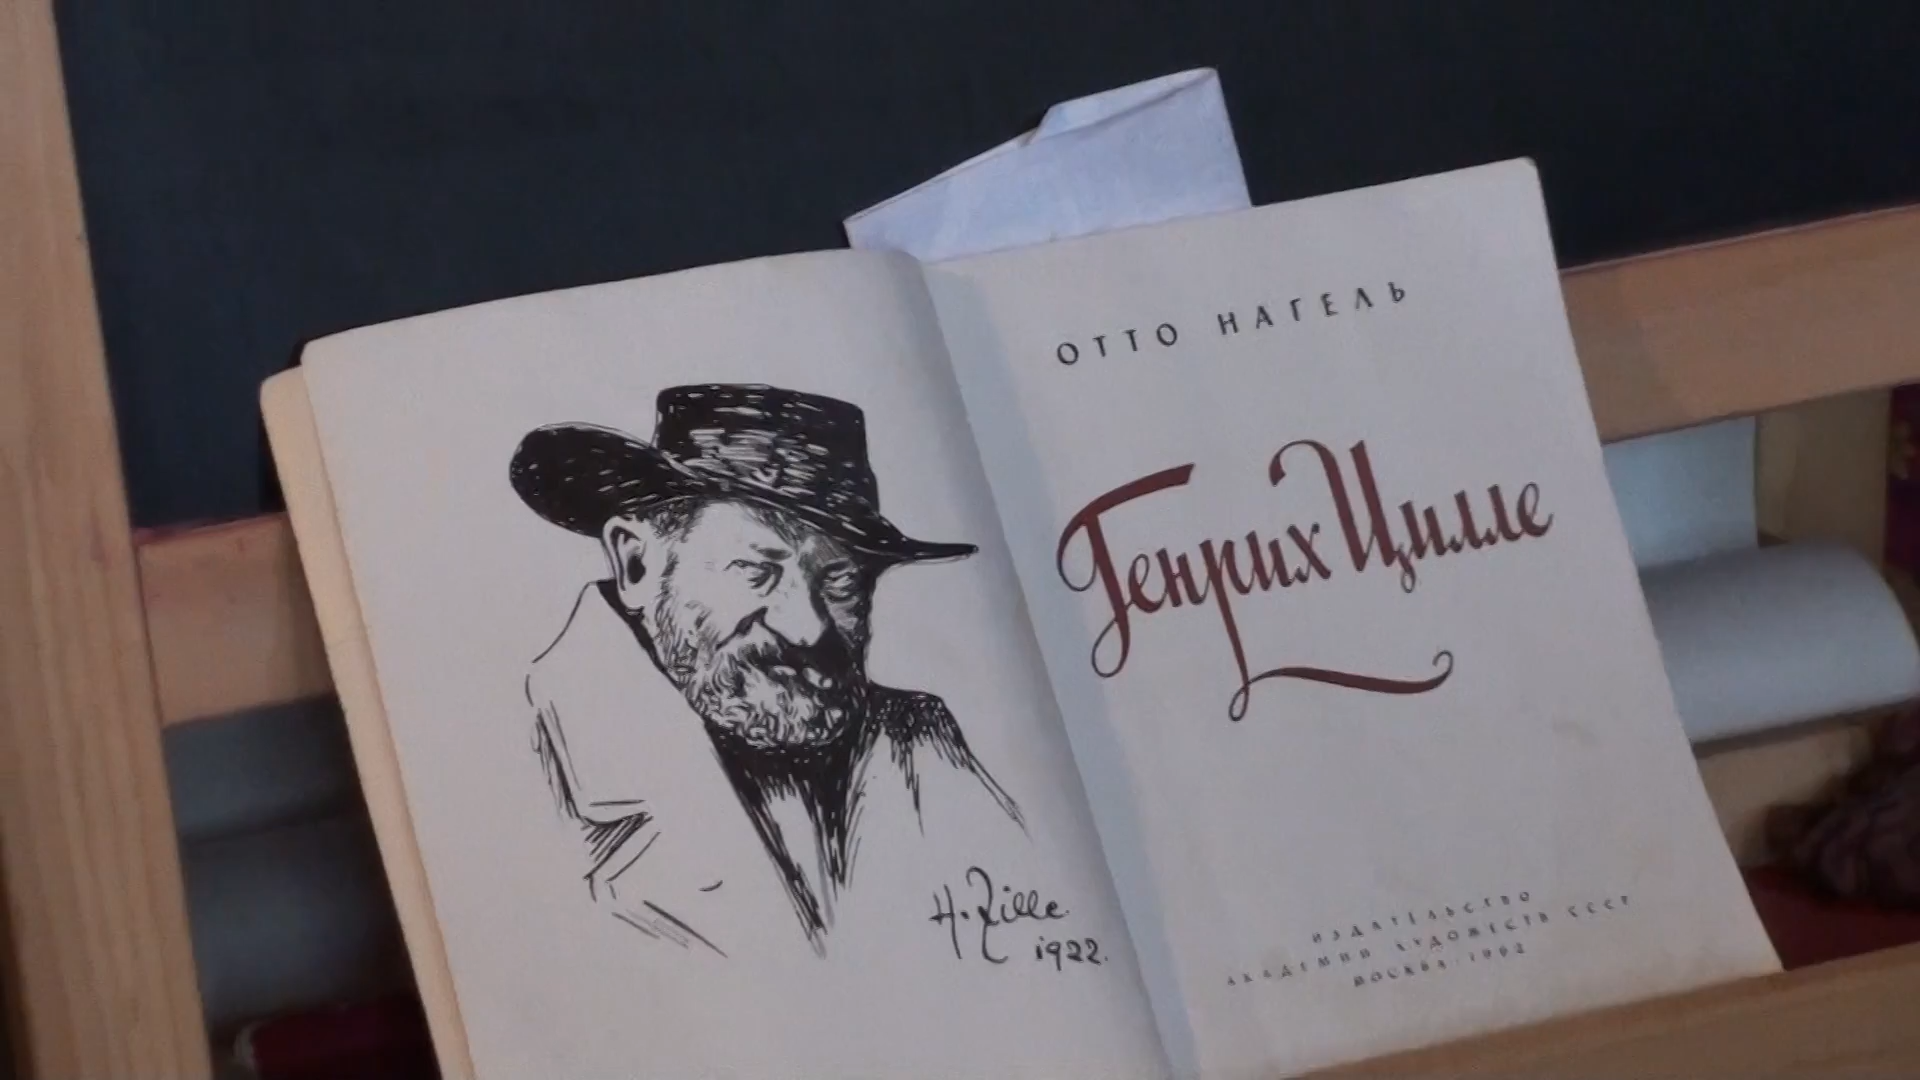 H. Zille
1922.
ОТТО НАГЕЛЬ
Генрих Цилле
ИЗДАТЕЛЬСТВО
АКАДЕМИИ ХУДОЖЕСТВ СССР
МОСКВА · 1962